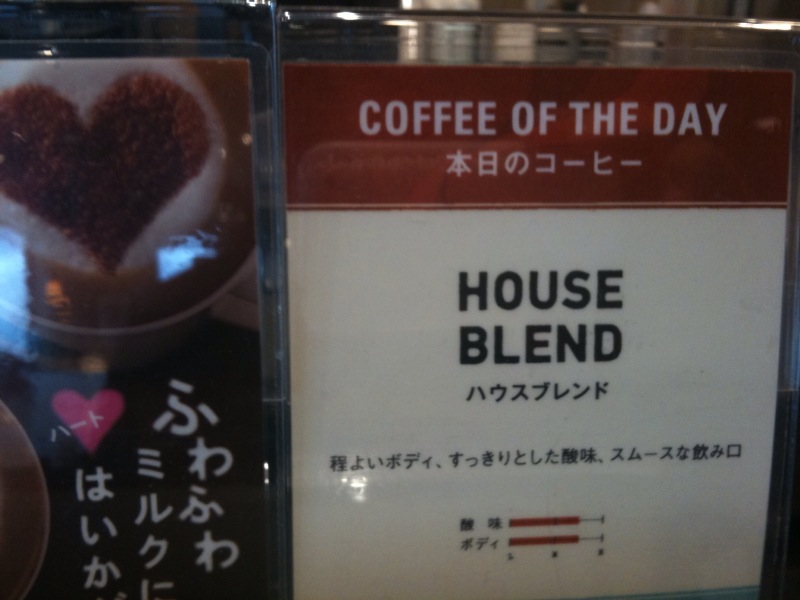 COFFEE OF THE DAY
本日のコーヒー
HOUSE
BLEND
ハウスブレンド
程よいボディ、すっきりとした酸味、スムースな飲み口
酸 味
ボディ
ふわふわ
ミルクに
ハート
はいかが